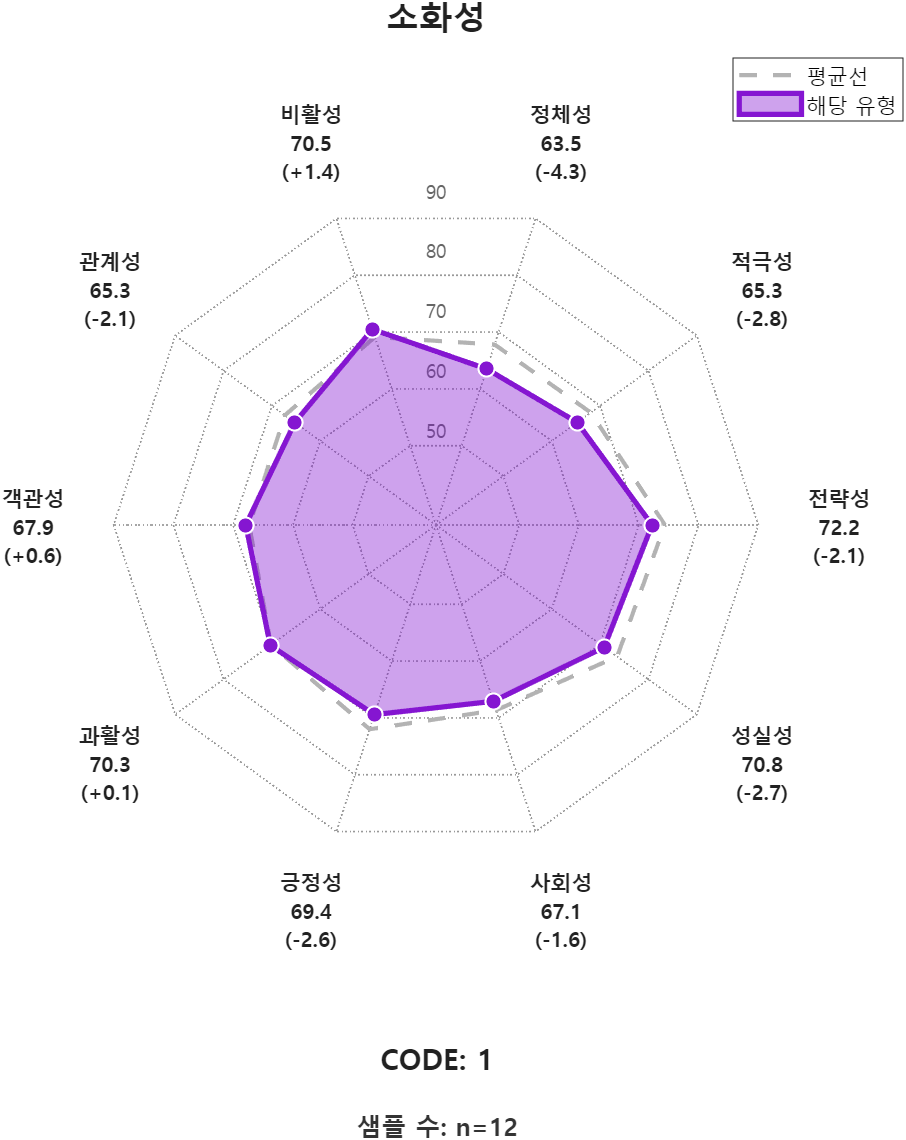 소화성
평균선
해당 유형
비활성
70.5
(+1.4)
정체성
63.5
(-4.3)
90
80
70
60
50
관계성
65.3
(-2.1)
적극성
65.3
(-2.8)
객관성
67.9
(+0.6)
전략성
72.2
(-2.1)
과활성
70.3
(+0.1)
성실성
70.8
(-2.7)
긍정성
69.4
(-2.6)
사회성
67.1
(-1.6)
CODE: 1
샘플 수: n=12